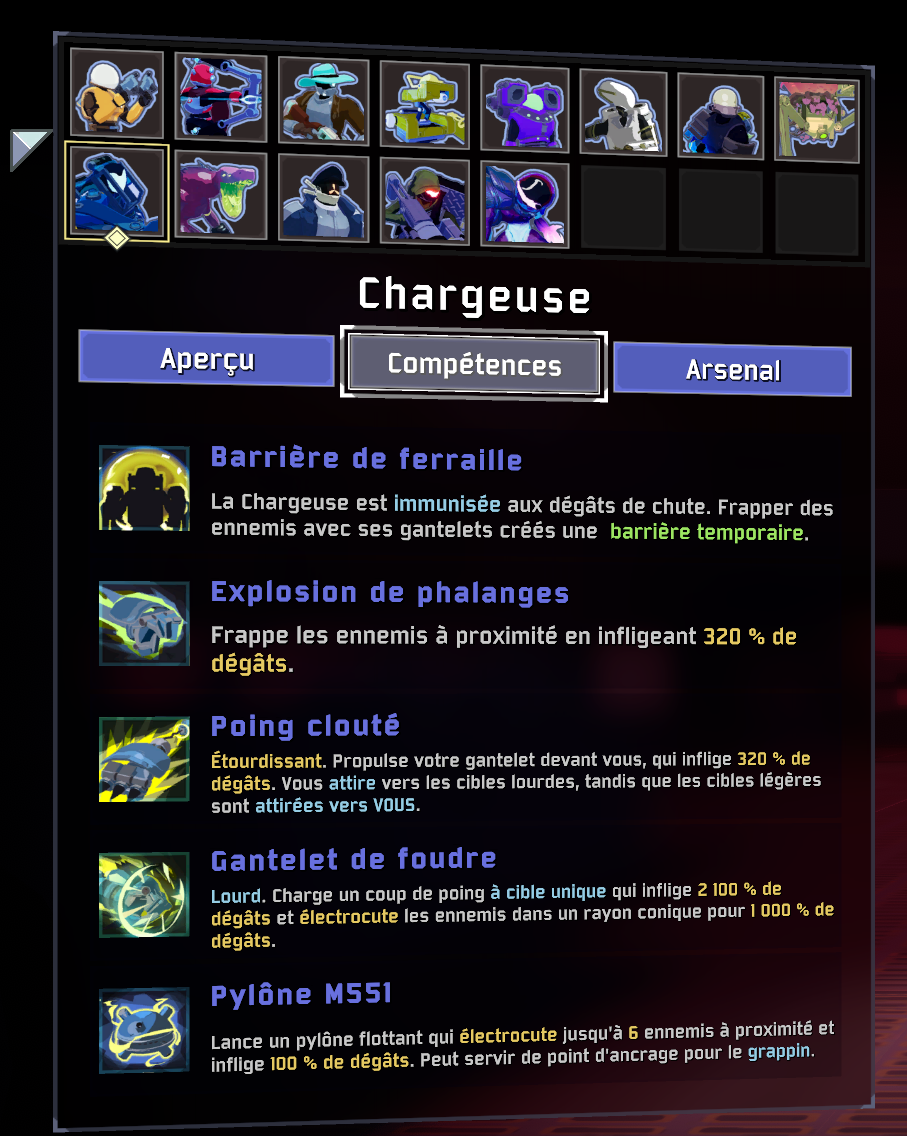 Chargeuse
Aperçu
Compétences
Arsenal
Barrière de ferraille
La Chargeuse est immunisée aux dégâts de chute. Frapper des
ennemis avec ses gantelets créés une barrière temporaire.
Explosion de phalanges
Frappe les ennemis à proximité en infligeant 320 % de
dégâts.
Poing clouté
Étourdissant. Propulse votre gantelet devant vous, qui inflige 320 % de
dégâts. Vous attire vers les cibles lourdes, tandis que les cibles légères
sont attirées vers VOUS.
Gantelet de foudre
Lourd. Charge un coup de poing à cible unique qui inflige 2 100 % de
dégâts et électrocute les ennemis dans un rayon conique pour 1 000 % de
dégâts.
Pylône M551
Lance un pylône flottant qui électrocute jusqu'à 6 ennemis à proximité et
inflige 100 % de dégâts. Peut servir de point d'ancrage pour le grappin.